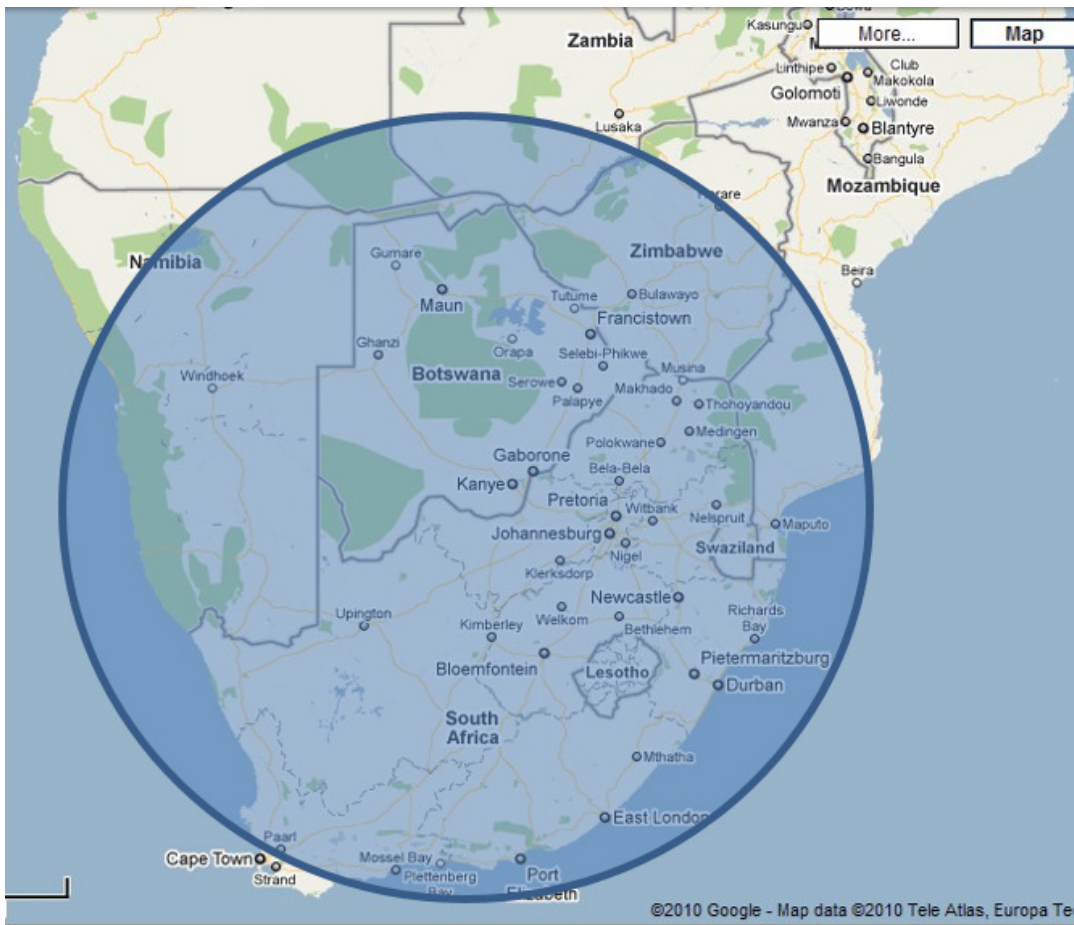 Kasungu
More...
Map
Zambia
Linthipe
Club
Makokola
Golomoti
Liwonde
Lusaka
Mwanza
Blantyre
Bangula
Mozambique
Harare
Namibia
Gumare
Zimbabwe
Beira
Maun
Tutume
Bulawayo
Francistown
Ghanzi
Orapa
Selebi-Phikwe
Windhoek
Botswana
Serowe
Musina
Makhado
Palapye
Thohoyandou
Medingen
Polokwane
Gaborone
Bela-Bela
Kanye
Pretoria
Witbank
Nelspruit
Maputo
Johannesburg
Nigel
Swaziland
Klerksdorp
Newcastle
Richards
Bay
Upington
Kimberley
Welkom
Bethlehem
Bloemfontein
Pietermaritzburg
Lesotho
Durban
South
Africa
Mthatha
East London
Paarl
Cape Town
Strand
Mossel Bay
Plettenberg
Bay
Port
Elizabeth
©2010 Google - Map data ©2010 Tele Atlas, Europa Te